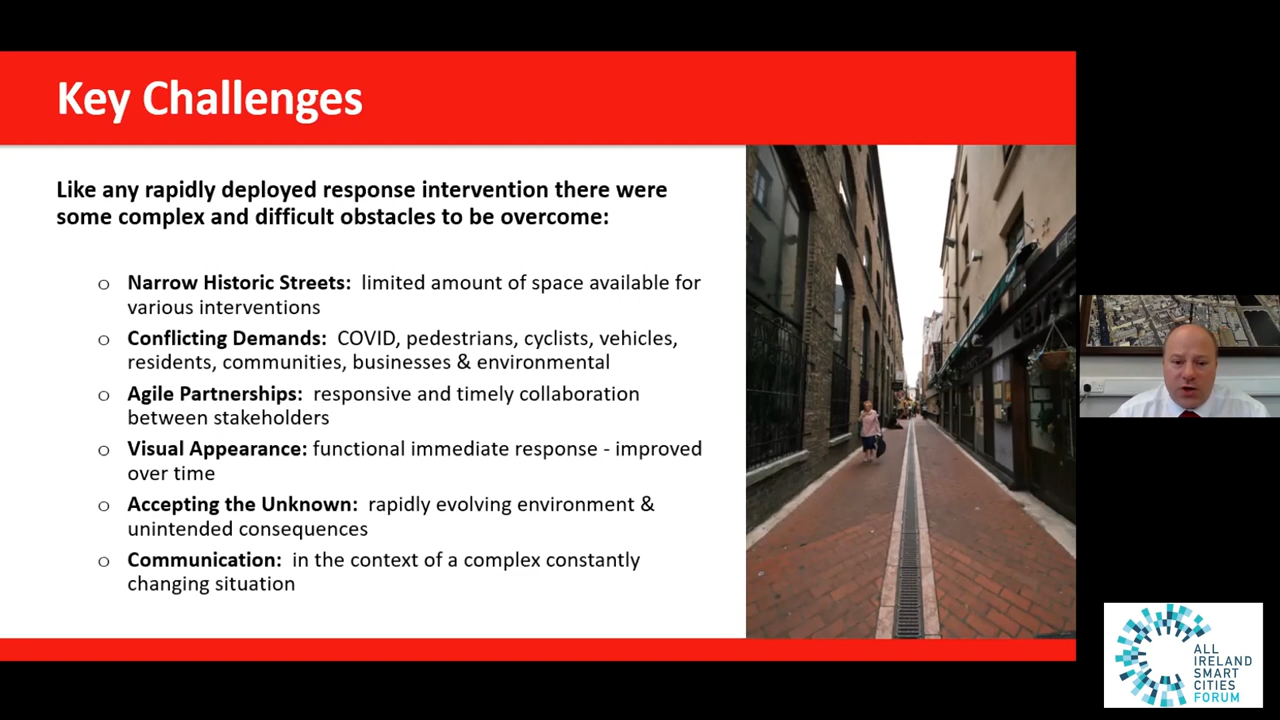 Key Challenges
Like any rapidly deployed response intervention there were
some complex and difficult obstacles to be overcome:
o Narrow Historic Streets: limited amount of space available for
various interventions
o Conflicting Demands: COVID, pedestrians, cyclists, vehicles,
residents, communities, businesses & environmental
o Agile Partnerships: responsive and timely collaboration
between stakeholders
o Visual Appearance: functional immediate response - improved
over time
o Accepting the Unknown: rapidly evolving environment &
unintended consequences
o Communication: in the context of a complex constantly
changing situation
ALL
IRELAND
SMART
CITIES
FORUM